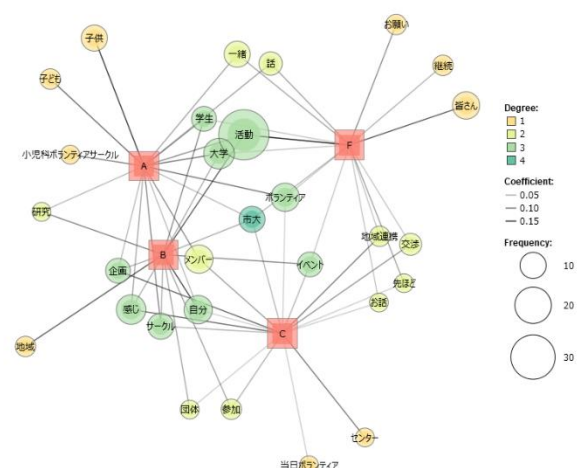 お願い
子供
一緒
話
継続
子ども
皆さん
学生
活動
大学
F
小児科ボランティアサークル
A
ボランティア
研究
市大
地域連携
交渉
B
メンバー
イベント
企画
先ほど
お話
感じ
自分
サークル
C
地域
団体
参加
センター
当日ボランティア
Degree:
1
2
3
4
Coefficient:
0.05
0.10
0.15
Frequency:
10
20
30